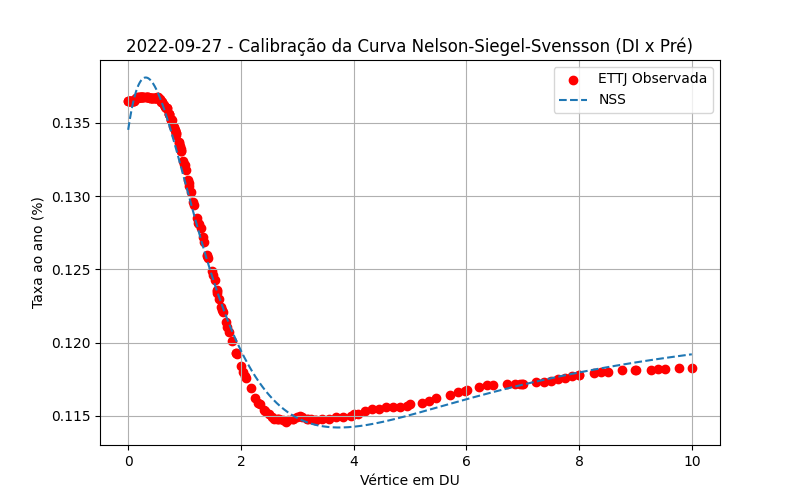 2022-09-27 - Calibração da Curva Nelson-Siegel-Svensson (DI x Pré)
ETTJ Observada
NSS
Taxa ao ano (%)
0.135
0.130
0.125
0.120
0.115
0 2 4 6 8 10
Vértice em DU